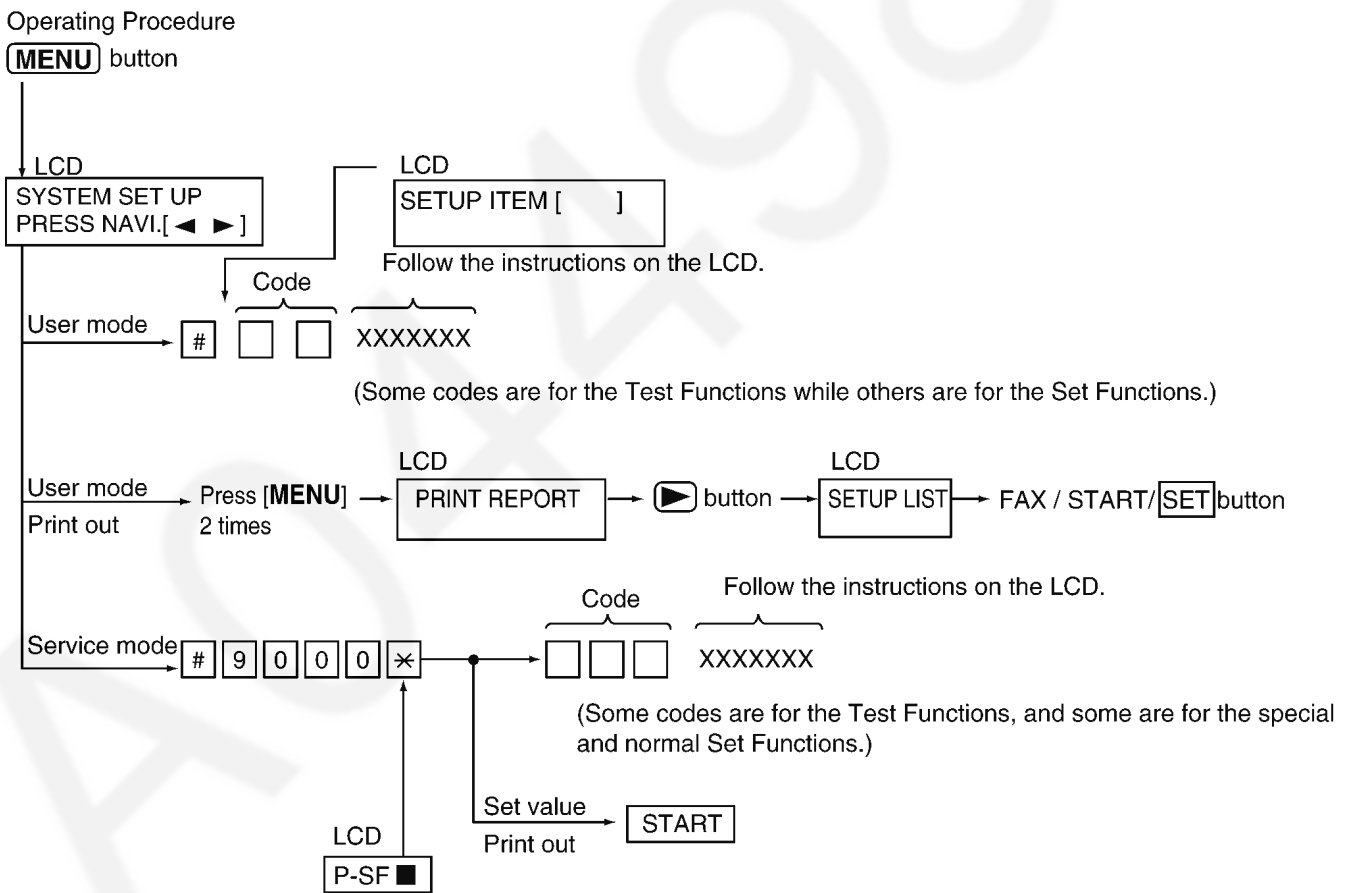 Operating Procedure
MENU button
LCD
SYSTEM SET UP
PRESS NAVI.[◄ ►]
LCD
SETUP ITEM [ ]
Follow the instructions on the LCD.
Code
User mode
# XXXXXXX
(Some codes are for the Test Functions while others are for the Set Functions.)
User mode
Print out
Press [MENU]
2 times
LCD
PRINT REPORT
► button
LCD
SETUP LIST
FAX / START/ SET button
Service mode
# 9 0 0 0 *
Code
Follow the instructions on the LCD.
XXXXXXX
(Some codes are for the Test Functions, and some are for the special
and normal Set Functions.)
Set value
Print out
START
LCD
P-SF ■